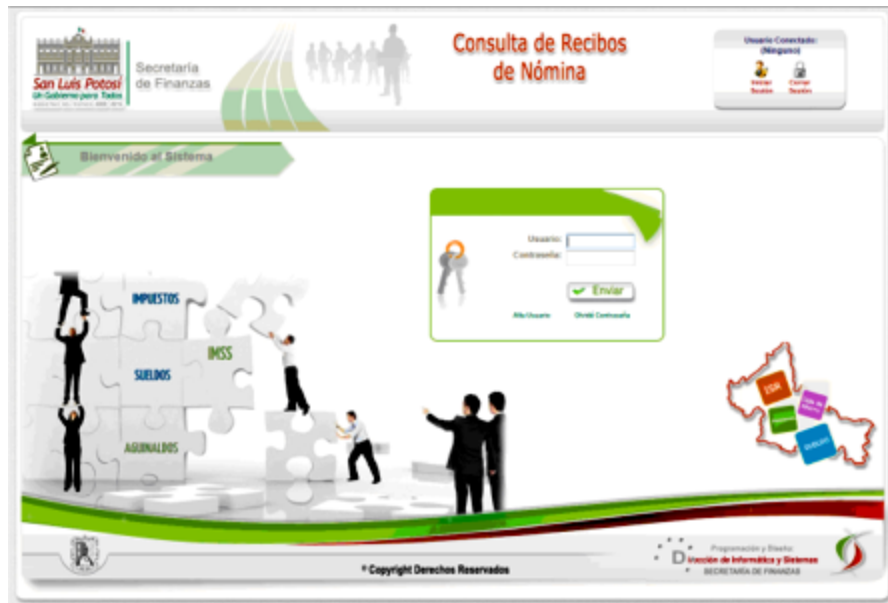 San Luis Potosí
Un Gobierno para Todos
Secretaría
de Finanzas
Consulta de Recibos
de Nómina
Usuario Conectado:
(Ninguno)
Iniciar Sesión
Cerrar Sesión
Bienvenido al Sistema
Usuario:
Contraseña:
Enviar
Alta Usuario
Olvidé Contraseña
IMPUESTOS
IMSS
SUELDOS
AGUINALDOS
ISR
SUELDO
Programación y Diseño:
Dirección de Informática y Sistemas
SECRETARÍA DE FINANZAS
* Copyright Derechos Reservados